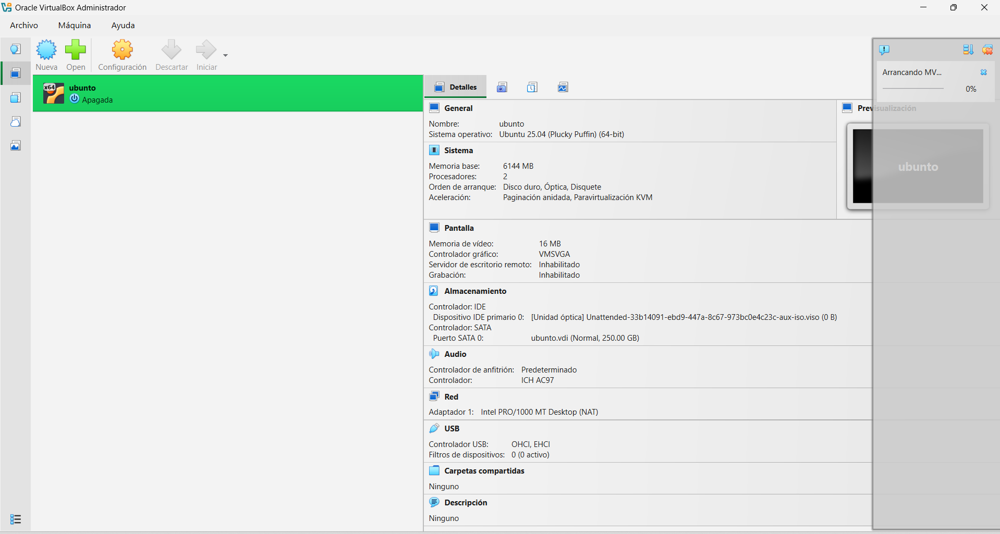 Oracle VirtualBox Administrador
Archivo Máquina Ayuda
Nueva Open Configuración Descartar Iniciar
x64
ubunto
Apagada
Detalles
General
Nombre: ubunto
Sistema operativo: Ubuntu 25.04 (Plucky Puffin) (64-bit)
Sistema
Memoria base: 6144 MB
Procesadores: 2
Orden de arranque: Disco duro, Óptica, Disquete
Aceleración: Paginación anidada, Paravirtualización KVM
Previsualización
ubunto
Pantalla
Memoria de vídeo: 16 MB
Controlador gráfico: VMSVGA
Servidor de escritorio remoto: Inhabilitado
Grabación: Inhabilitado
Almacenamiento
Controlador: IDE
Dispositivo IDE primario 0: [Unidad óptica] Unattended-33b14091-ebd9-447a-8c67-973bc0e4c23c-aux-iso.viso (0 B)
Controlador: SATA
Puerto SATA 0: ubunto.vdi (Normal, 250.00 GB)
Audio
Controlador de anfitrión: Predeterminado
Controlador: ICH AC97
Red
Adaptador 1: Intel PRO/1000 MT Desktop (NAT)
USB
Controlador USB: OHCI, EHCI
Filtros de dispositivos: 0 (0 activo)
Carpetas compartidas
Ninguno
Descripción
Ninguno
Arrancando MV...
0%